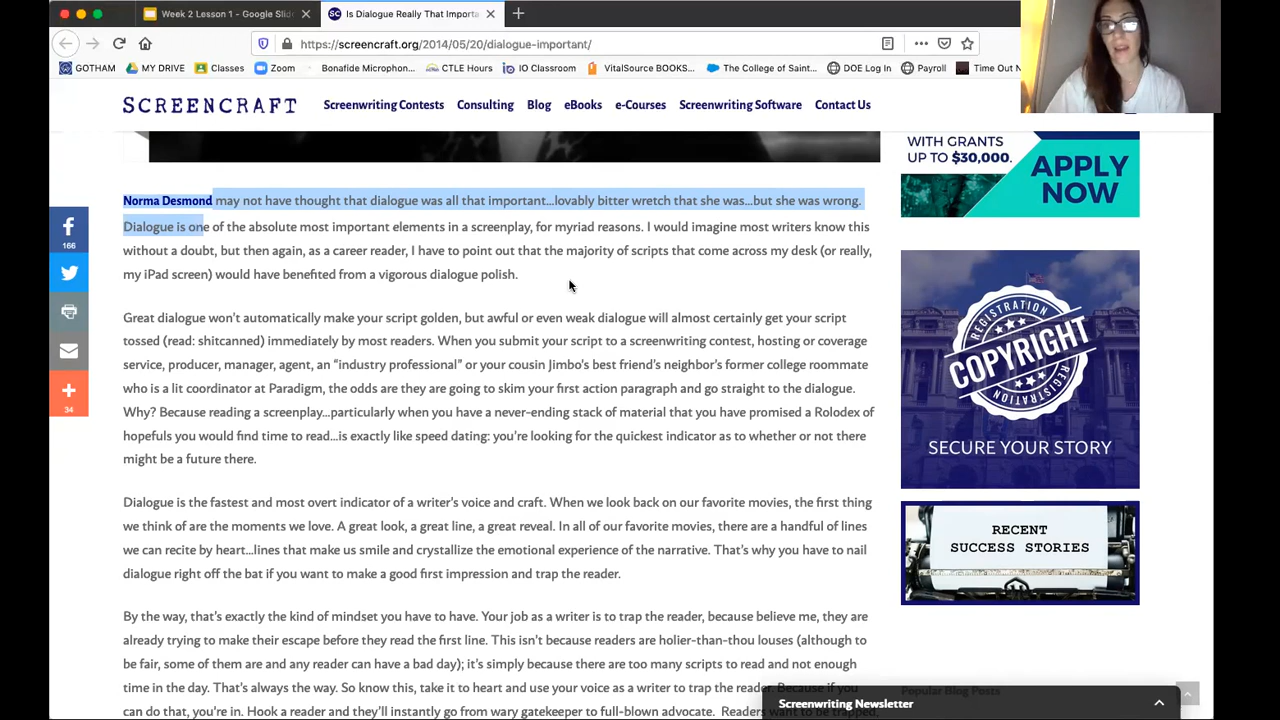 Week 2 Lesson 1 - Google Slid
Is Dialogue Really That Importa
https://screencraft.org/2014/05/20/dialogue-important/
GOTHAM MY DRIVE Classes Zoom Bonafide Microphon... CTLE Hours IO Classroom VitalSource BOOKS... The College of Saint... DOE Log In Payroll Time Out N
SCREENCRAFT
Screenwriting Contests Consulting Blog eBooks e-Courses Screenwriting Software Contact Us
WITH GRANTS
UP TO $30,000.
APPLY
NOW
166
34
Norma Desmond may not have thought that dialogue was all that important...lovably bitter wretch that she was...but she was wrong.
Dialogue is one of the absolute most important elements in a screenplay, for myriad reasons. I would imagine most writers know this
without a doubt, but then again, as a career reader, I have to point out that the majority of scripts that come across my desk (or really,
my iPad screen) would have benefited from a vigorous dialogue polish.
Great dialogue won't automatically make your script golden, but awful or even weak dialogue will almost certainly get your script
tossed (read: shitcanned) immediately by most readers. When you submit your script to a screenwriting contest, hosting or coverage
service, producer, manager, agent, an “industry professional” or your cousin Jimbo's best friend's neighbor's former college roommate
who is a lit coordinator at Paradigm, the odds are they are going to skim your first action paragraph and go straight to the dialogue.
Why? Because reading a screenplay...particularly when you have a never-ending stack of material that you have promised a Rolodex of
hopefuls you would find time to read...is exactly like speed dating: you're looking for the quickest indicator as to whether or not there
might be a future there.
Dialogue is the fastest and most overt indicator of a writer's voice and craft. When we look back on our favorite movies, the first thing
we think of are the moments we love. A great look, a great line, a great reveal. In all of our favorite movies, there are a handful of lines
we can recite by heart...lines that make us smile and crystallize the emotional experience of the narrative. That's why you have to nail
dialogue right off the bat if you want to make a good first impression and trap the reader.
By the way, that's exactly the kind of mindset you have to have. Your job as a writer is to trap the reader, because believe me, they are
already trying to make their escape before they read the first line. This isn't because readers are holier-than-thou louses (although to
be fair, some of them are and any reader can have a bad day); it's simply because there are too many scripts to read and not enough
time in the day. That's always the way. So know this, take it to heart and use your voice as a writer to trap the reader. Because if you
can do that, you're in. Hook a reader and they'll instantly go from wary gatekeeper to full-blown advocate. Readers want to be trapped,
REGISTRATION
COPYRIGHT
REGISTRATION
SECURE YOUR STORY
RECENT
SUCCESS STORIES
Popular Blog Posts
Screenwriting Newsletter